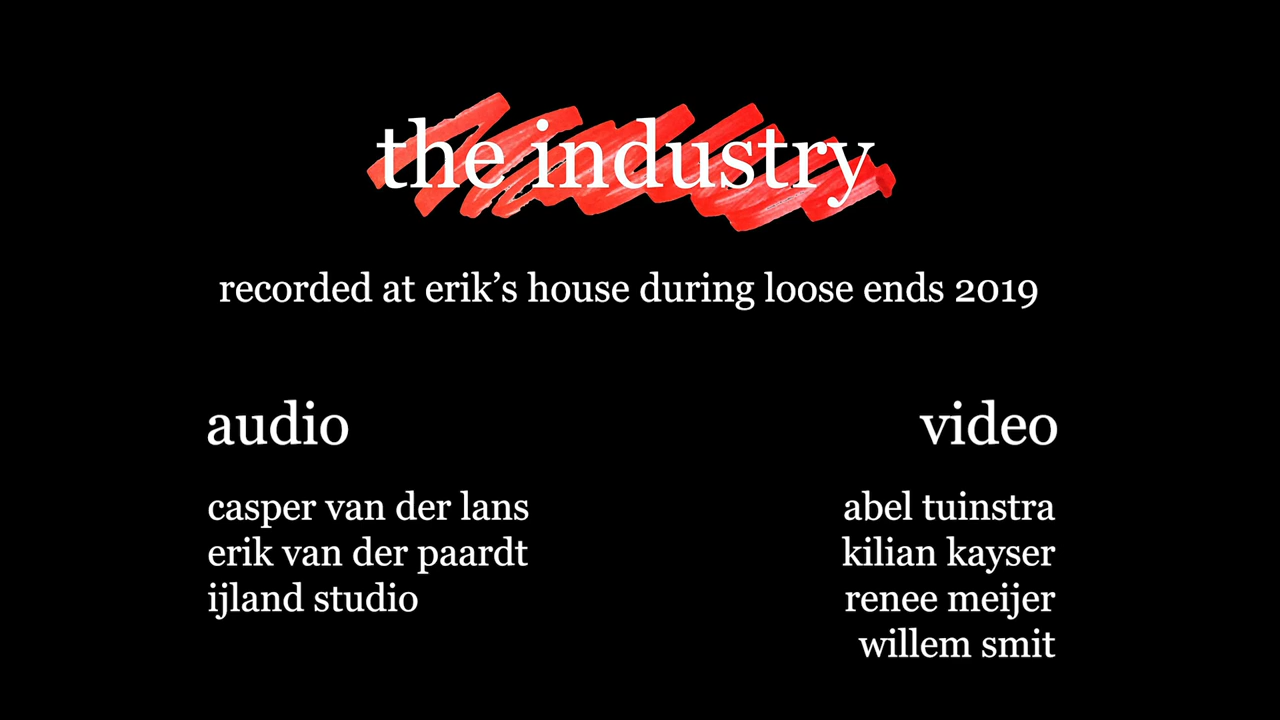 the industry
recorded at erik’s house during loose ends 2019
audio
casper van der lans
erik van der paardt
ijland studio
video
abel tuinstra
kilian kayser
renee meijer
willem smit